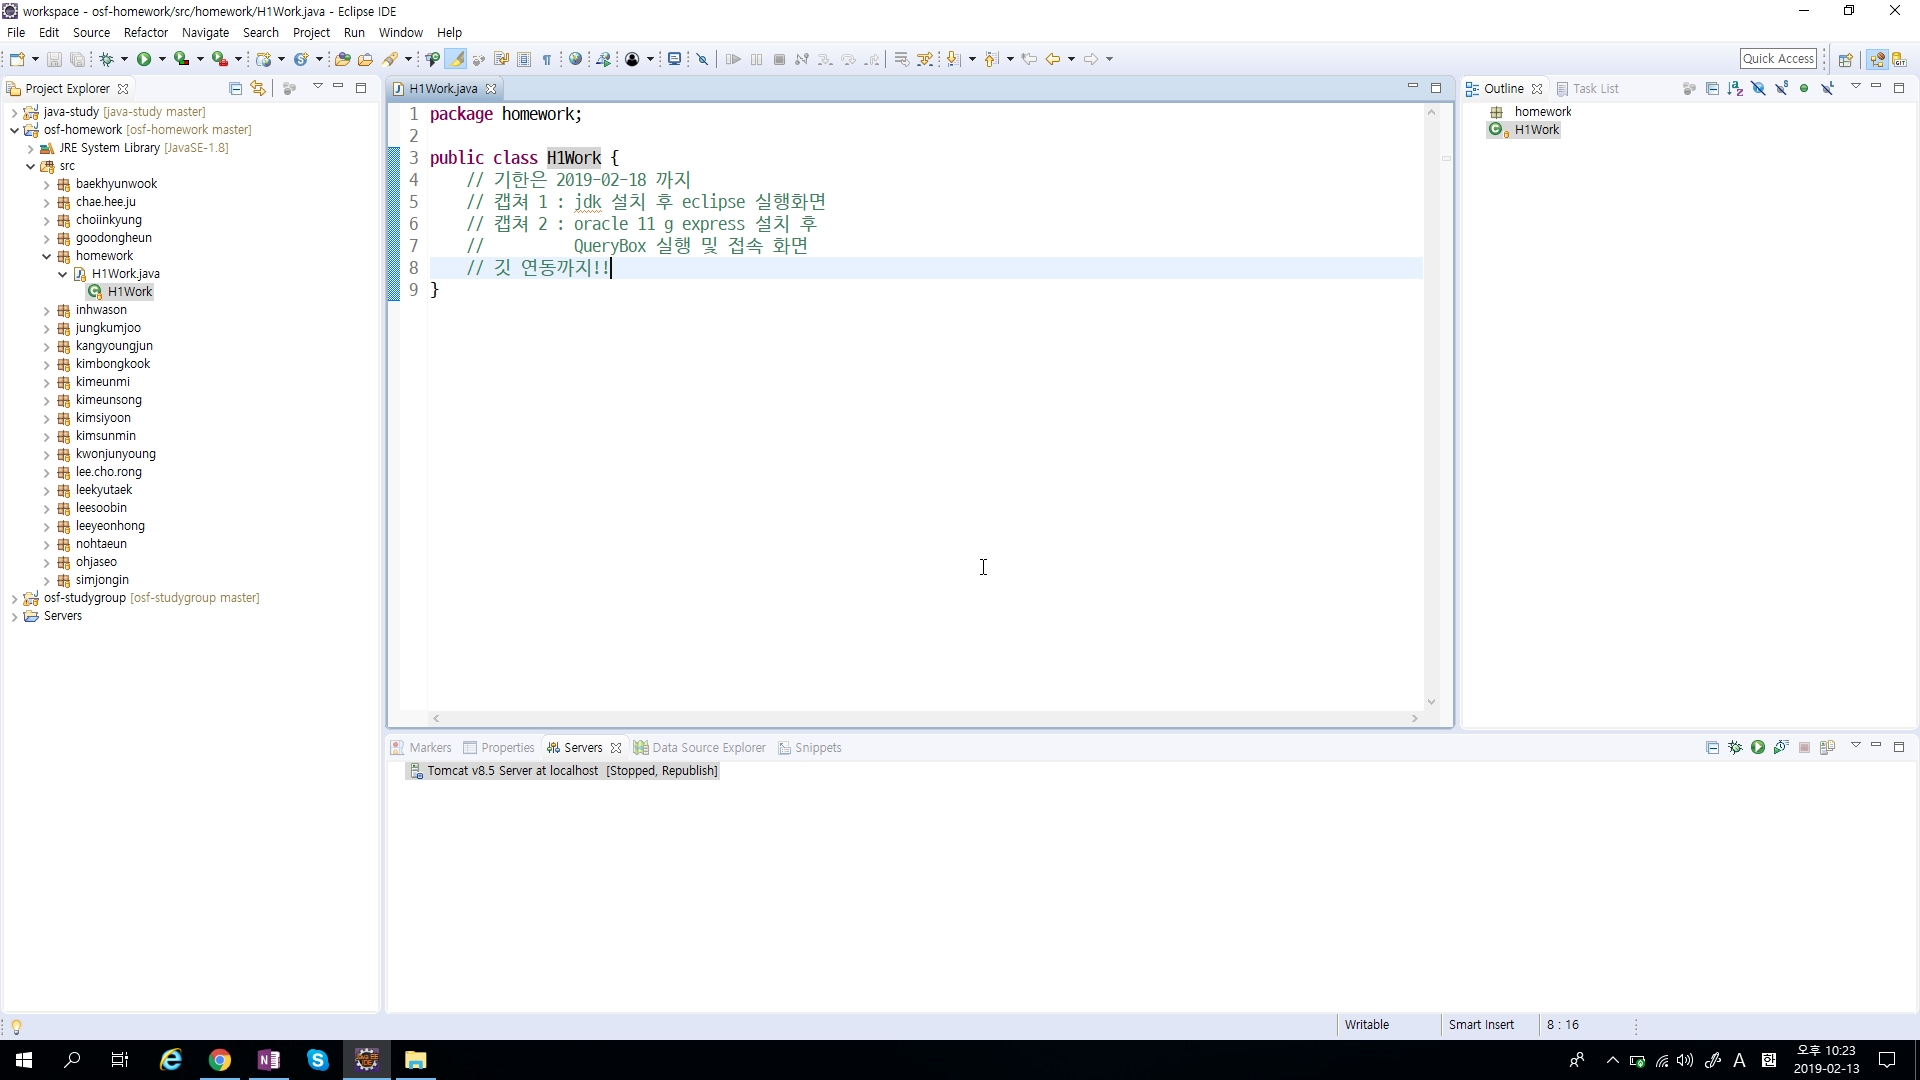 workspace - osf-homework/src/homework/H1Work.java - Eclipse IDE
File Edit Source Refactor Navigate Search Project Run Window Help
Quick Access
Project Explorer
java-study [java-study master]
osf-homework [osf-homework master]
JRE System Library [JavaSE-1.8]
src
baekhyunwook
chae.hee.ju
choiinkyung
goodongheun
homework
H1Work.java
H1Work
inhwason
jungkumjoo
kangyoungjun
kimbongkook
kimeunmi
kimeunsong
kimsiyoon
kimsunmin
kwonjunyoung
lee.cho.rong
leekyutaek
leesoobin
leeyeonhong
nohtaeun
ohjaseo
simjongin
osf-studygroup [osf-studygroup master]
Servers
H1Work.java
1 package homework;
2
3 public class H1Work {
4 // 기한은 2019-02-18 까지
5 // 캡쳐 1 : jdk 설치 후 eclipse 실행화면
6 // 캡쳐 2 : oracle 11 g express 설치 후
7 // QueryBox 실행 및 접속 화면
8 // 깃 연동까지!!
9 }
Outline Task List
homework
H1Work
Markers Properties Servers Data Source Explorer Snippets
Tomcat v8.5 Server at localhost [Stopped, Republish]
Writable Smart Insert 8 : 16
A 한 오후 10:23
2019-02-13